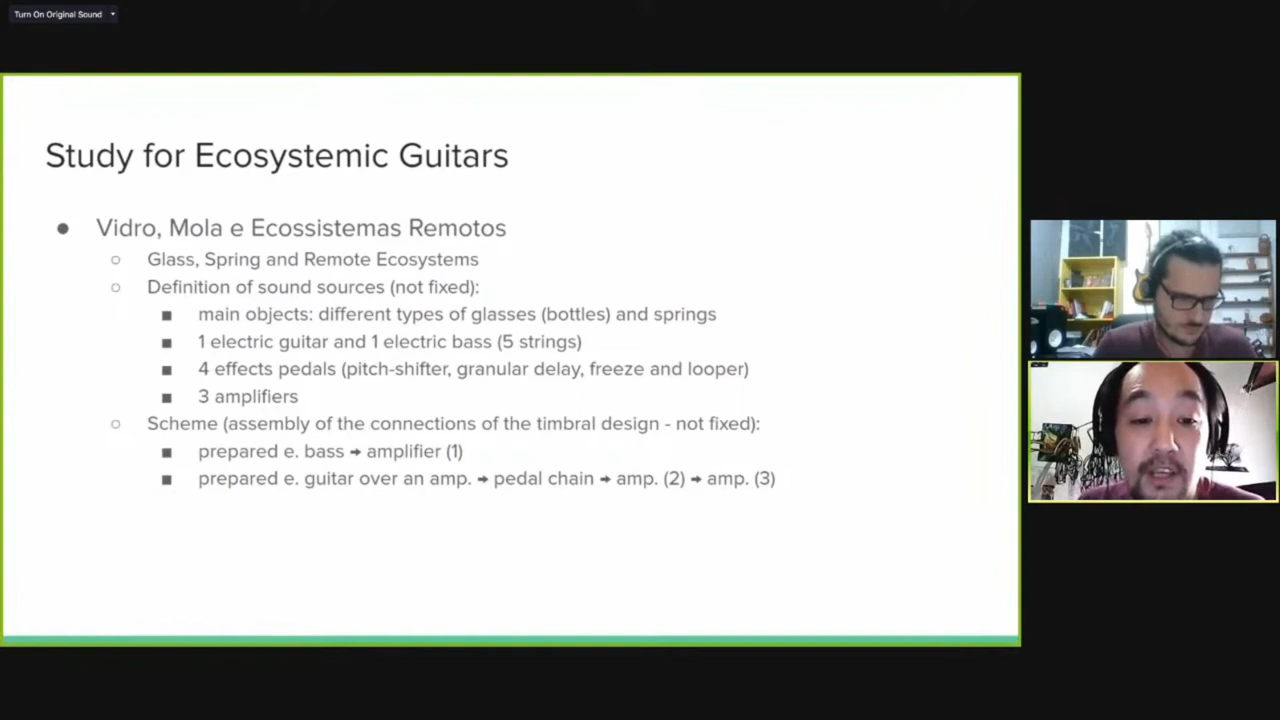 Turn On Original Sound
Study for Ecosystemic Guitars
● Vidro, Mola e Ecossistemas Remotos
○ Glass, Spring and Remote Ecosystems
○ Definition of sound sources (not fixed):
■ main objects: different types of glasses (bottles) and springs
■ 1 electric guitar and 1 electric bass (5 strings)
■ 4 effects pedals (pitch-shifter, granular delay, freeze and looper)
■ 3 amplifiers
○ Scheme (assembly of the connections of the timbral design - not fixed):
■ prepared e. bass → amplifier (1)
■ prepared e. guitar over an amp. → pedal chain → amp. (2) → amp. (3)